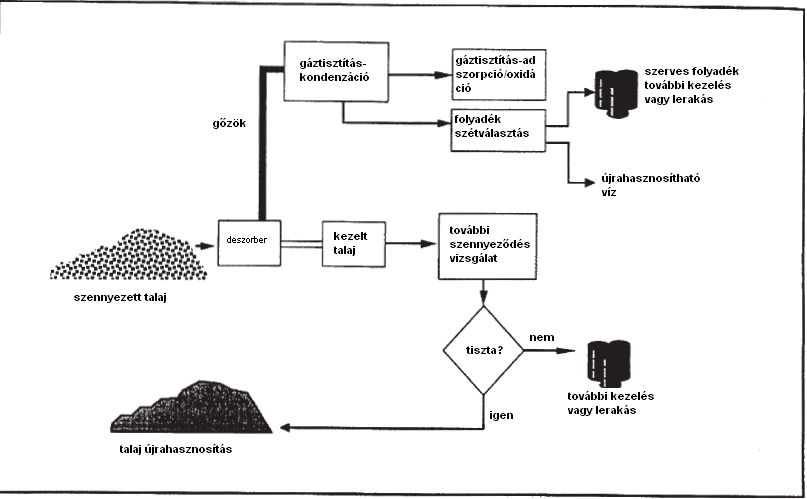 gáztisztítás-
kondenzáció
gáztisztítás-ad
szorpció/oxidá
ció
szerves folyadék
további kezelés
vagy lerakás
gőzök
folyadék
szétválasztás
újrahasznosítható
víz
deszorber
kezelt
talaj
további
szennyeződés
vizsgálat
szennyezett talaj
tiszta?
nem
további kezelés
vagy lerakás
igen
talaj újrahasznosítás